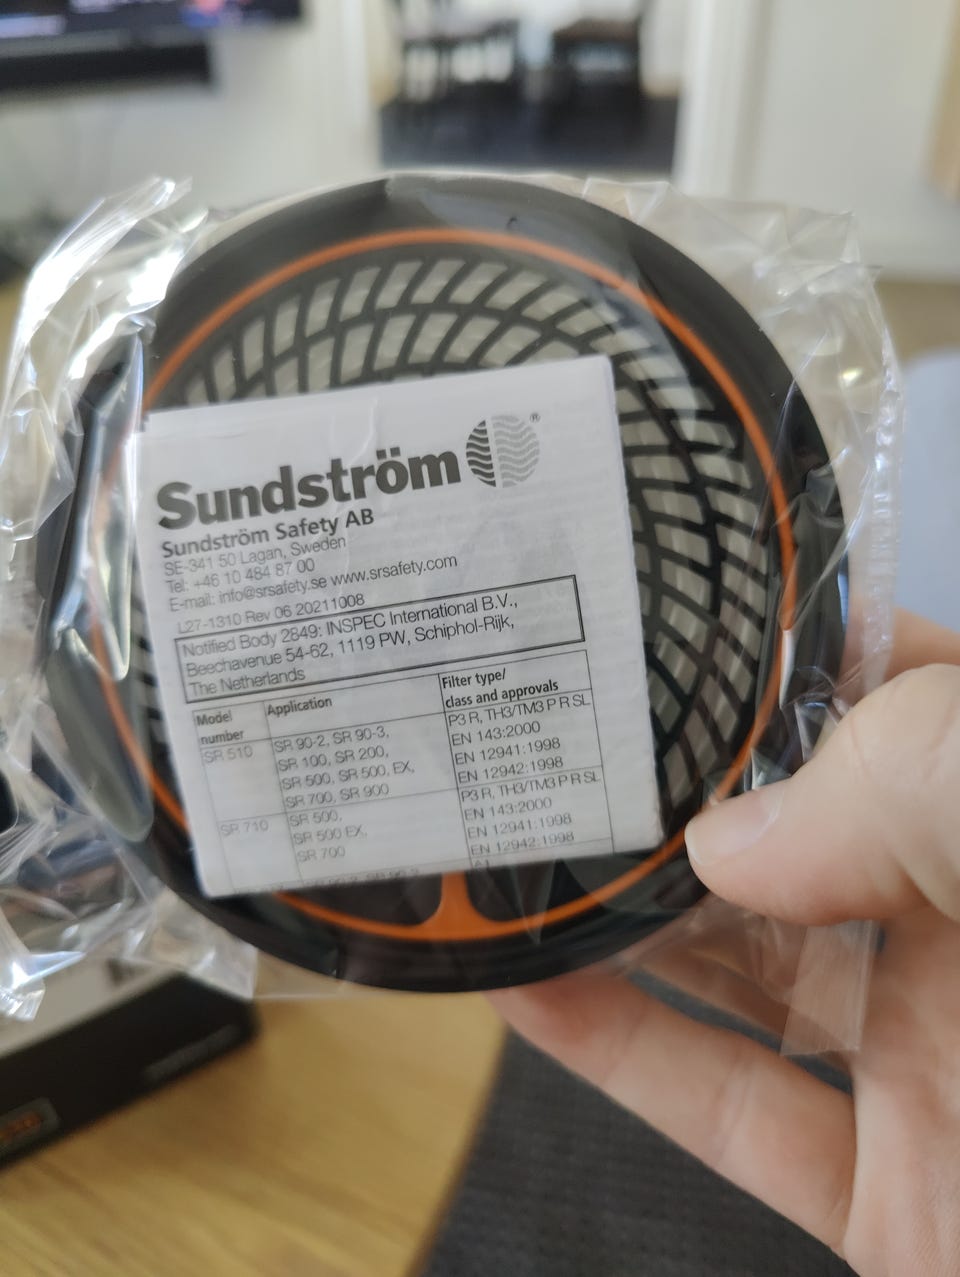 Sundström ®
Sundström Safety AB
SE-341 50 Lagan, Sweden
Tel: +46 10 484 87 00
E-mail: info@srsafety.se www.srsafety.com
L27-1310 Rev 06 20211008
Notified Body 2849: INSPEC International B.V.,
Beechavenue 54-62, 1119 PW, Schiphol-Rijk,
The Netherlands
Model number
Application
Filter type/
class and approvals
SR 510
SR 90-2, SR 90-3,
SR 100, SR 200,
SR 500, SR 500, EX,
SR 700, SR 900
P3 R, TH3/TM3 P R SL
EN 143:2000
EN 12941:1998
EN 12942:1998
SR 710
SR 500,
SR 500 EX,
SR 700
P3 R, TH3/TM3 P R SL
EN 143:2000
EN 12941:1998
EN 12942:1998